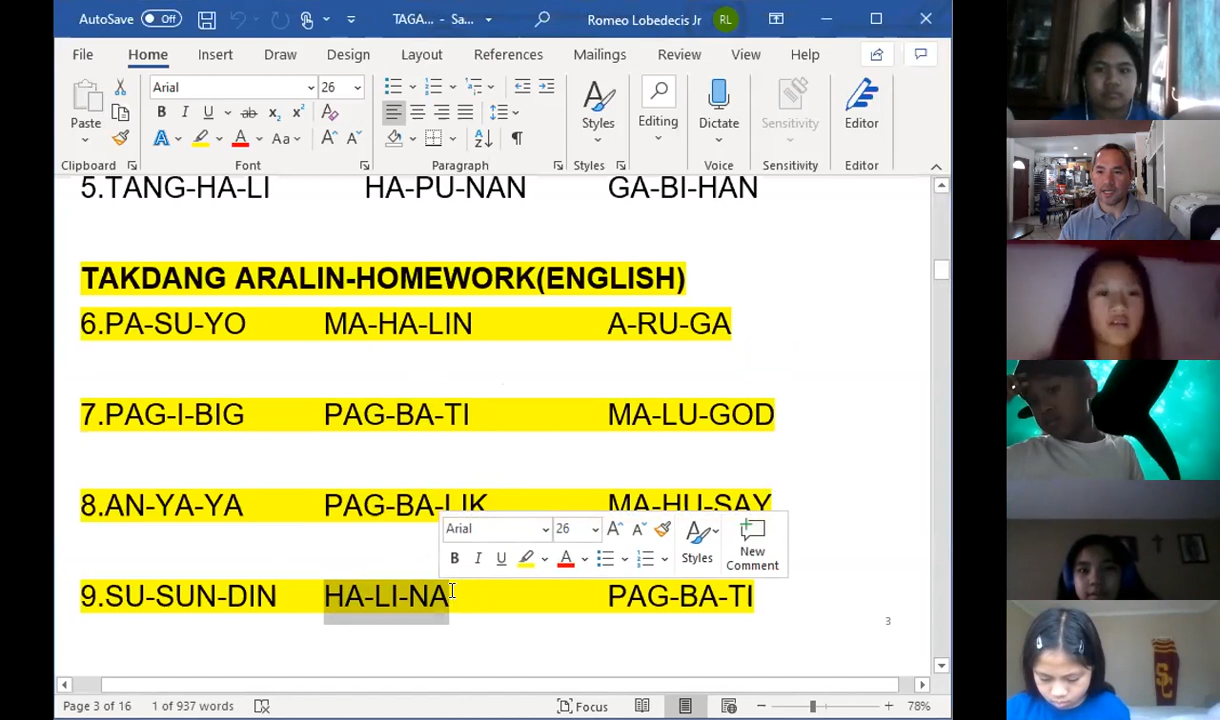 AutoSave Off TAGA... - Sa... Romeo Lobedecis Jr RL
File Home Insert Draw Design Layout References Mailings Review View Help
Arial 26
Paste Styles Editing Dictate Sensitivity Editor
Clipboard Font Paragraph Styles Voice Sensitivity Editor
5.TANG-HA-LI HA-PU-NAN GA-BI-HAN
TAKDANG ARALIN-HOMEWORK(ENGLISH)
6.PA-SU-YO MA-HA-LIN A-RU-GA
7.PAG-I-BIG PAG-BA-TI MA-LU-GOD
8.AN-YA-YA PAG-BA-LIK MA-HU-SAY
Arial 26
Styles New Comment
9.SU-SUN-DIN HA-LI-NA PAG-BA-TI
3
Page 3 of 16 1 of 937 words Focus 78%
SC